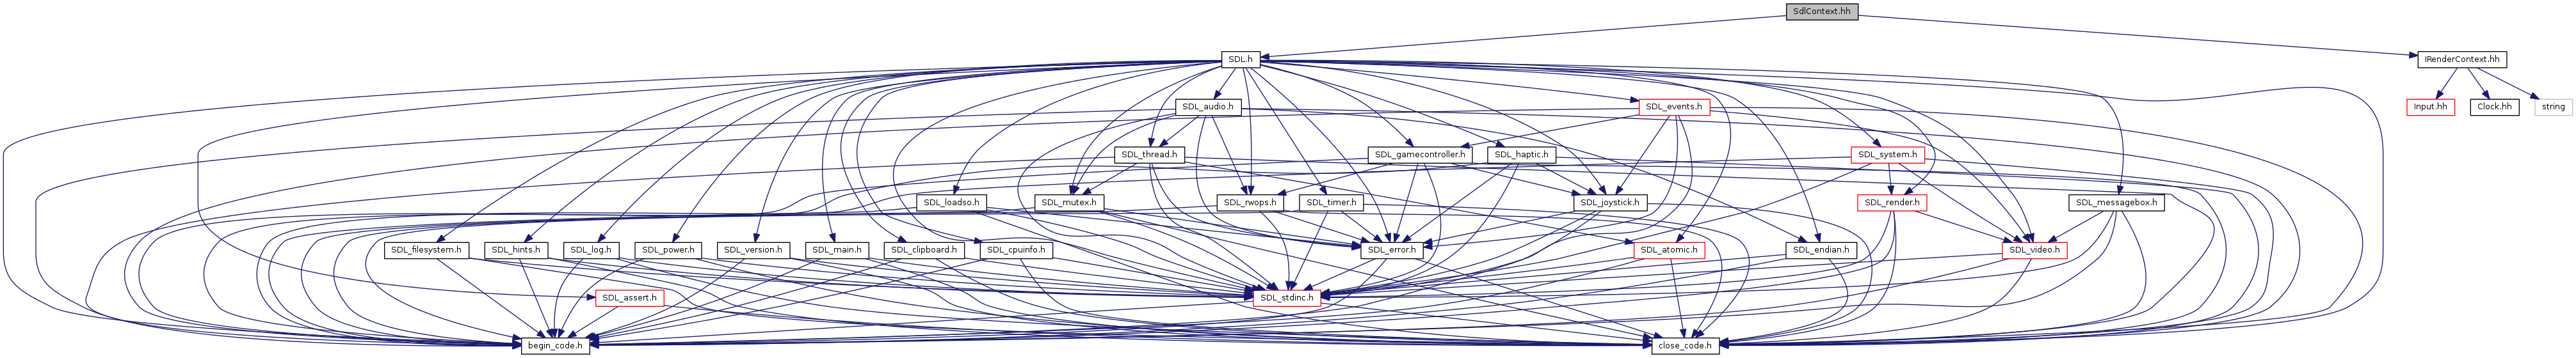 SdlContext.hh
SDL.h
IRenderContext.hh
SDL_audio.h
SDL_events.h
Input.hh
Clock.hh
string
SDL_thread.h
SDL_gamecontroller.h
SDL_haptic.h
SDL_system.h
SDL_loadso.h
SDL_mutex.h
SDL_rwops.h
SDL_timer.h
SDL_joystick.h
SDL_render.h
SDL_messagebox.h
SDL_filesystem.h
SDL_hints.h
SDL_log.h
SDL_power.h
SDL_version.h
SDL_main.h
SDL_clipboard.h
SDL_cpuinfo.h
SDL_error.h
SDL_atomic.h
SDL_endian.h
SDL_video.h
SDL_assert.h
SDL_stdinc.h
begin_code.h
close_code.h